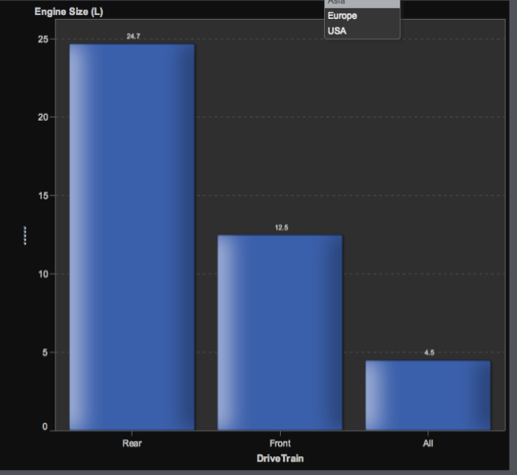 Engine Size (L)
Asia
Europe
USA
25
24.7
20
15
12.5
10
5
4.5
0
Rear
Front
All
DriveTrain